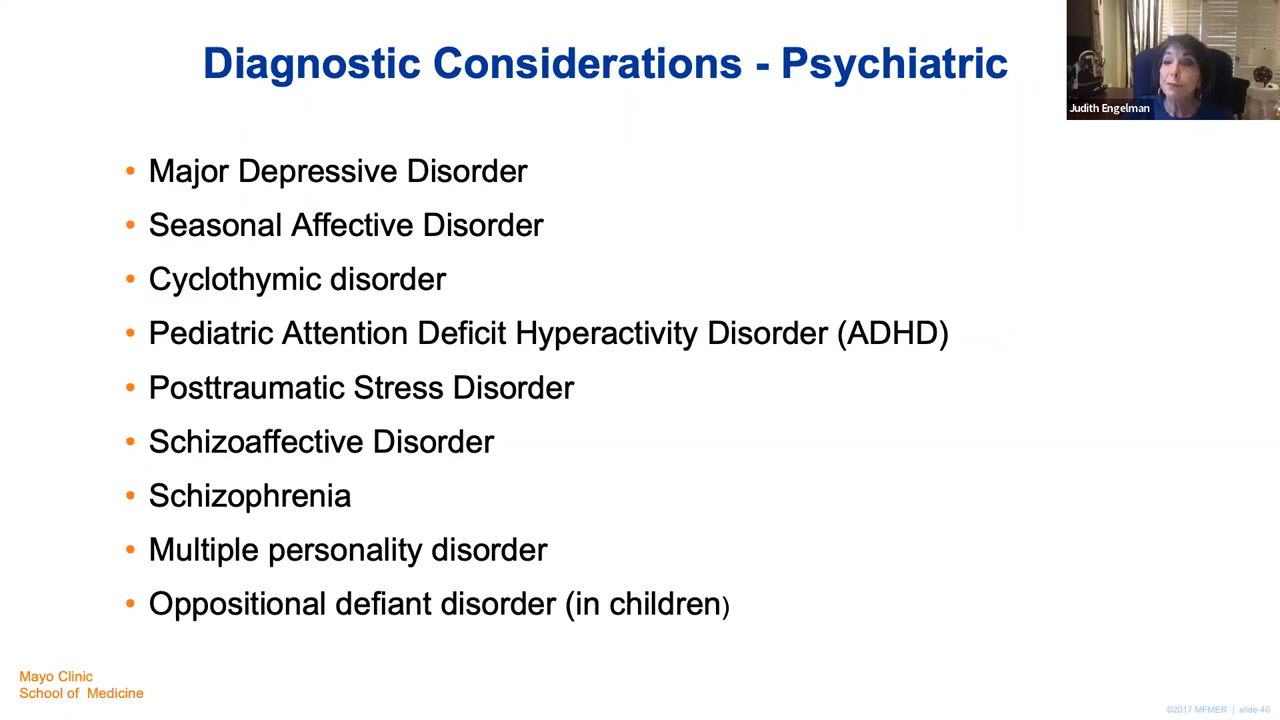 Diagnostic Considerations - Psychiatric
Judith Engelman
• Major Depressive Disorder
• Seasonal Affective Disorder
• Cyclothymic disorder
• Pediatric Attention Deficit Hyperactivity Disorder (ADHD)
• Posttraumatic Stress Disorder
• Schizoaffective Disorder
• Schizophrenia
• Multiple personality disorder
• Oppositional defiant disorder (in children)
Mayo Clinic
School of Medicine
©2017 MFMER | slide-40